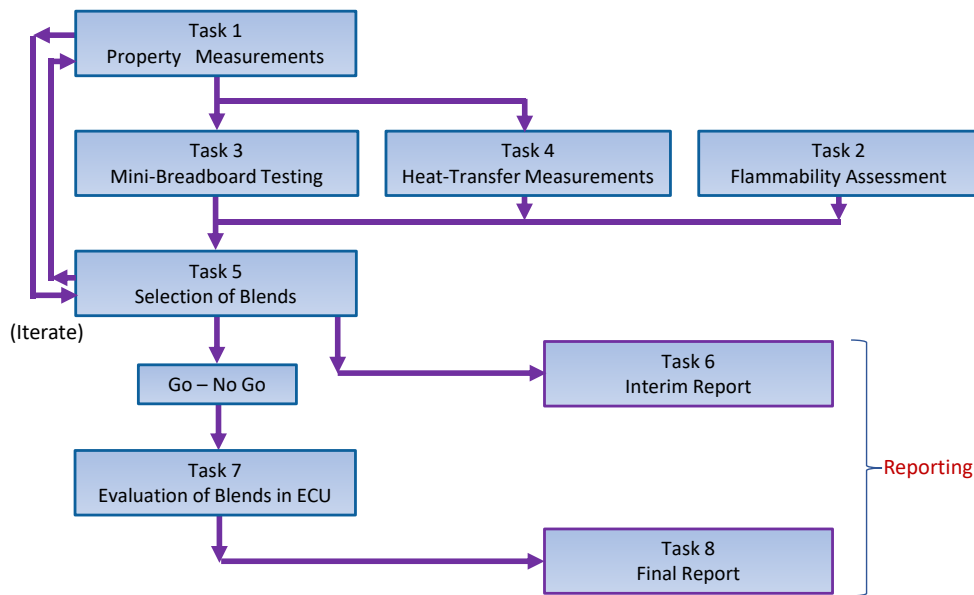 Task 1
Property Measurements
Task 3
Mini-Breadboard Testing
Task 4
Heat-Transfer Measurements
Task 2
Flammability Assessment
Task 5
Selection of Blends
(Iterate)
Go – No Go
Task 6
Interim Report
Reporting
Task 7
Evaluation of Blends in ECU
Task 8
Final Report